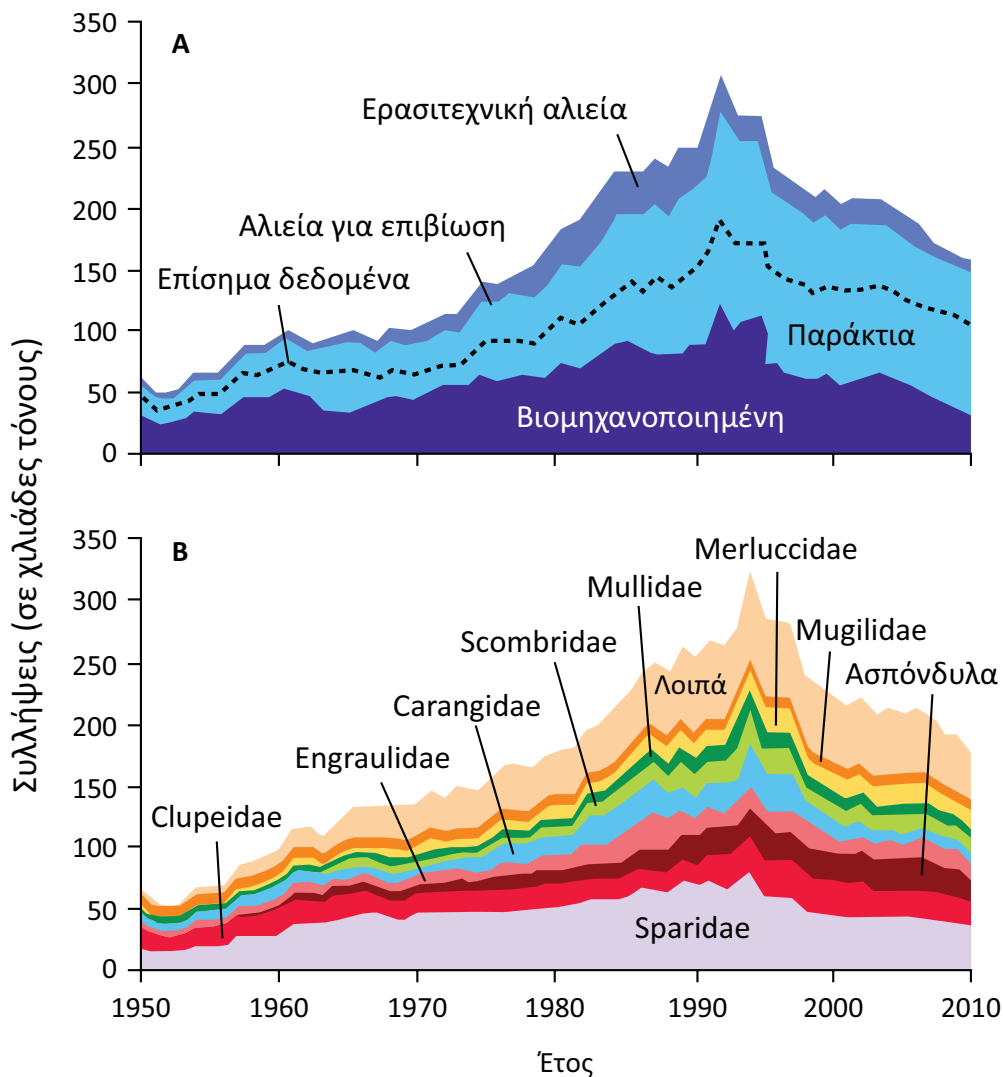 Συλλήψεις (σε χιλιάδες τόνους)
350
300
250
200
150
100
50
0
A
Ερασιτεχνική αλιεία
Αλιεία για επιβίωση
Επίσημα δεδομένα
Παράκτια
Βιομηχανοποιημένη
350
300
250
200
150
100
50
0
B
Merluccidae
Mullidae
Mugilidae
Scombridae
Ασπόνδυλα
Λοιπά
Carangidae
Engraulidae
Clupeidae
Sparidae
1950 1960 1970 1980 1990 2000 2010
Έτος